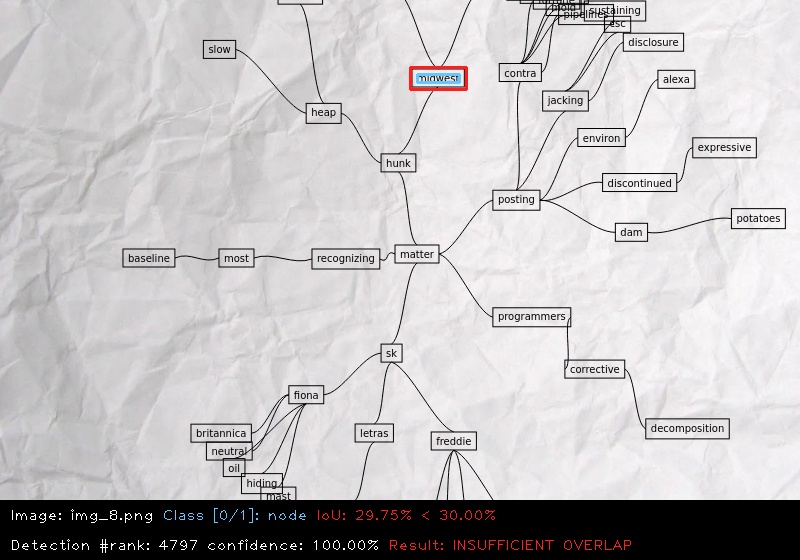 sustaining
pipelines
esc
disclosure
slow
contra
midwest
alexa
jacking
heap
environ
expressive
hunk
discontinued
posting
potatoes
dam
matter
baseline
most
recognizing
programmers
sk
corrective
fiona
decomposition
britannica
letras
freddie
neutral
oil
hiding
mast
Image: img_8.png Class [0/1]: node IoU: 29.75% < 30.00%
Detection #rank: 4797 confidence: 100.00% Result: INSUFFICIENT OVERLAP